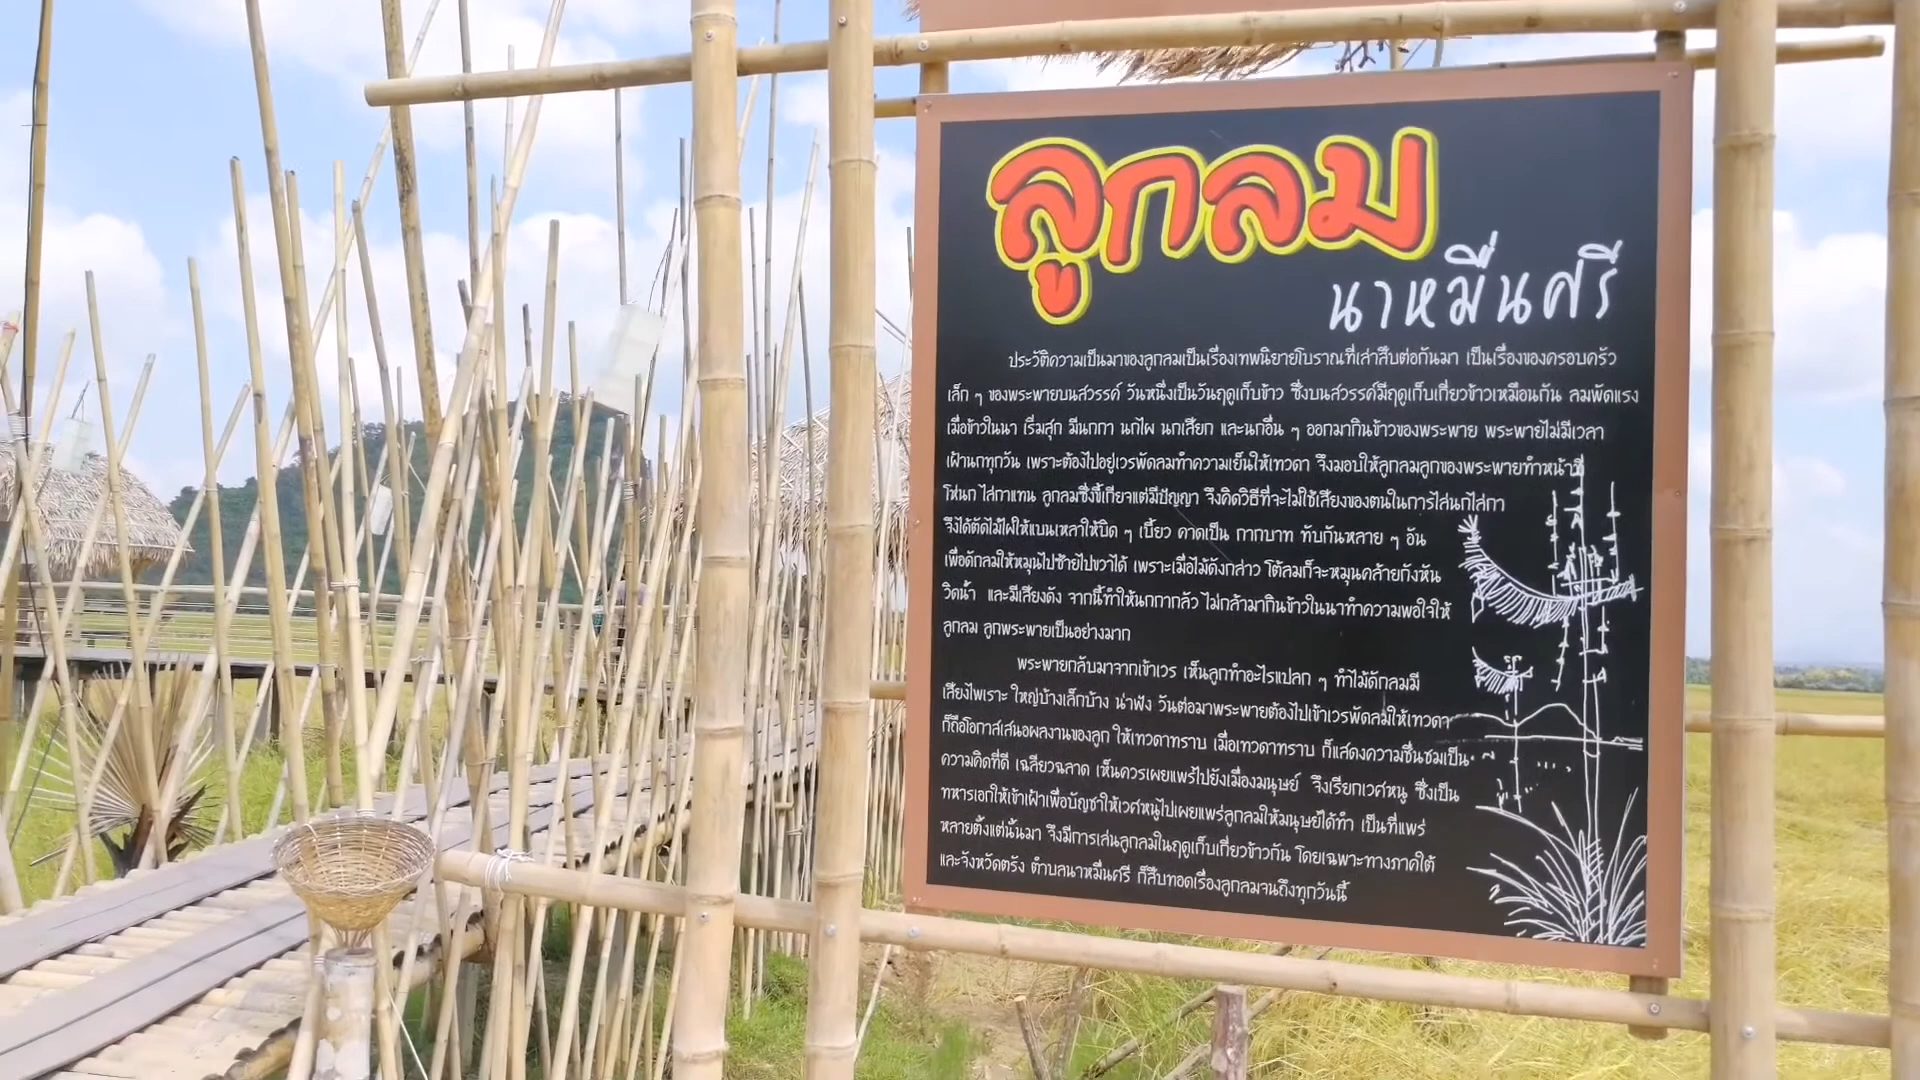 ลูกลม
นาหมื่นศรี
ประวัติความเป็นมาของลูกลมเป็นเรื่องเทพนิยายโบราณที่เล่าสืบต่อกันมา เป็นเรื่องของครอบครัว
เล็ก ๆ ของพระพายบนสวรรค์ วันหนึ่งเป็นวันฤดูเก็บข้าว ซึ่งบนสวรรค์มีฤดูเก็บเกี่ยวข้าวเหมือนกัน ลมพัดแรง
เมื่อข้าวในนา เริ่มสุก มีนกกา นกไผ นกเสียก และนกอื่น ๆ ออกมากินข้าวของพระพาย พระพายไม่มีเวลา
เฝ้านกทุกวัน เพราะต้องไปอยู่เวรพัดลมทำความเย็นให้เทวดา จึงมอบให้ลูกลมลูกของพระพายทำหน้าที่
โห่นก ไล่กาแทน ลูกลมซึ่งขี้เกียจแต่มีปัญญา จึงคิดวิธีที่จะไม่ใช้เสียงของตนในการไล่นกไล่กา
จึงได้ตัดไม้ไผ่ให้แบนเหลาให้บิด ๆ เบี้ยว คาดเป็น กากบาท ทับกันหลาย ๆ อัน
เพื่อดักลมให้หมุนไปซ้ายไปขวาได้ เพราะเมื่อไม้ดังกล่าว โต้ลมก็จะหมุนคล้ายกังหัน
วิดน้ำ และมีเสียงดัง จากนี้ทำให้นกกากลัว ไม่กล้ามากินข้าวในนาทำความพอใจให้
ลูกลม ลูกพระพายเป็นอย่างมาก
พระพายกลับมาจากเข้าเวร เห็นลูกทำอะไรแปลก ๆ ทำไม้ดักลมมี
เสียงไพเราะ ใหญ่บ้างเล็กบ้าง น่าฟัง วันต่อมาพระพายต้องไปเข้าเวรพัดลมให้เทวดา
ก็ถือโอกาสเสนอผลงานของลูก ให้เทวดาทราบ เมื่อเทวดาทราบ ก็แสดงความชื่นชมเป็น
ความคิดที่ดี เฉลียวฉลาด เห็นควรเผยแพร่ไปยังเมืองมนุษย์ จึงเรียกเวศหนู ซึ่งเป็น
ทหารเอกให้เข้าเฝ้าเพื่อบัญชาให้เวศหนูไปเผยแพร่ลูกลมให้มนุษย์ได้ทำ เป็นที่แพร่
หลายตั้งแต่นั้นมา จึงมีการเล่นลูกลมในฤดูเก็บเกี่ยวข้าวกัน โดยเฉพาะทางภาคใต้
และจังหวัดตรัง ตำบลนาหมื่นศรี ก็สืบทอดเรื่องลูกลมจนถึงทุกวันนี้